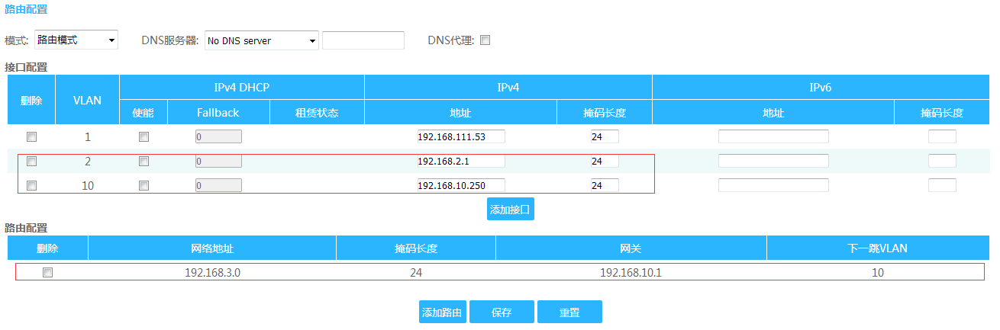 路由配置
模式: 路由模式 DNS服务器: No DNS server DNS代理:
接口配置
删除 VLAN IPv4 DHCP IPv4 IPv6
使能 Fallback 租赁状态 地址 掩码长度 地址 掩码长度
1 0 192.168.111.53 24
2 0 192.168.2.1 24
10 0 192.168.10.250 24
添加接口
路由配置
删除 网络地址 掩码长度 网关 下一跳VLAN
192.168.3.0 24 192.168.10.1 10
添加路由 保存 重置